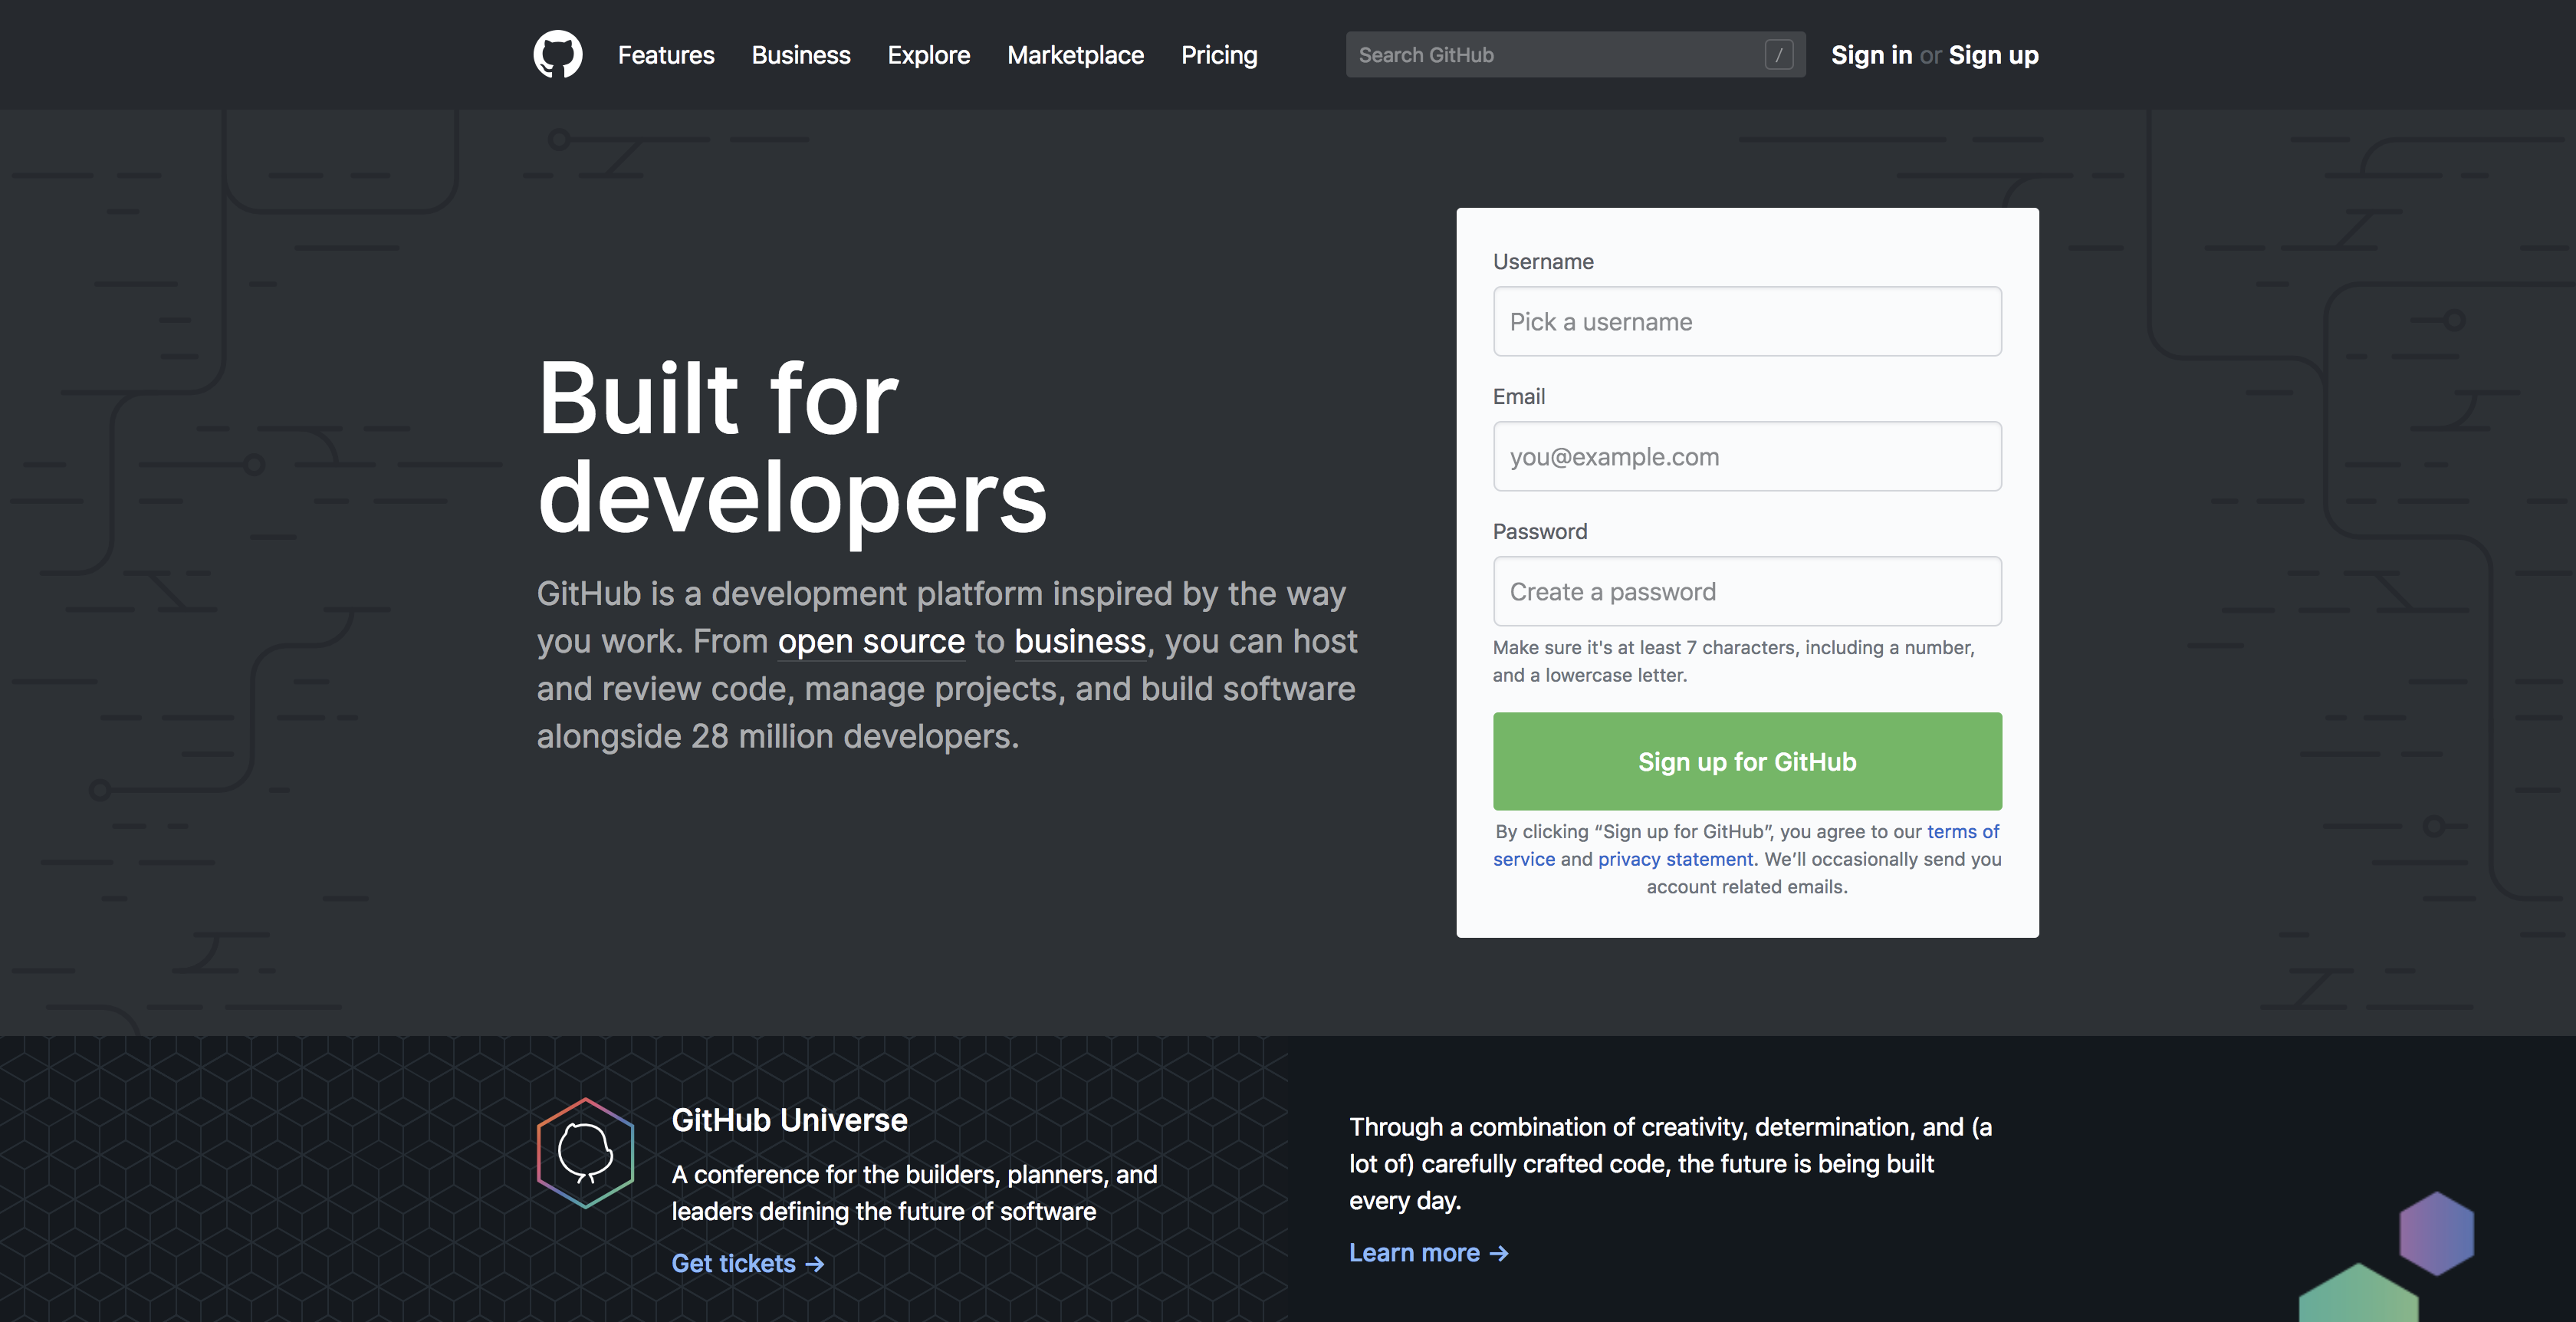 Features Business Explore Marketplace Pricing Search GitHub / Sign in or Sign up
Built for
developers
GitHub is a development platform inspired by the way
you work. From open source to business, you can host
and review code, manage projects, and build software
alongside 28 million developers.
Username
Pick a username
Email
you@example.com
Password
Create a password
Make sure it's at least 7 characters, including a number,
and a lowercase letter.
Sign up for GitHub
By clicking “Sign up for GitHub”, you agree to our terms of
service and privacy statement. We’ll occasionally send you
account related emails.
GitHub Universe
A conference for the builders, planners, and
leaders defining the future of software
Get tickets →
Through a combination of creativity, determination, and (a
lot of) carefully crafted code, the future is being built
every day.
Learn more →